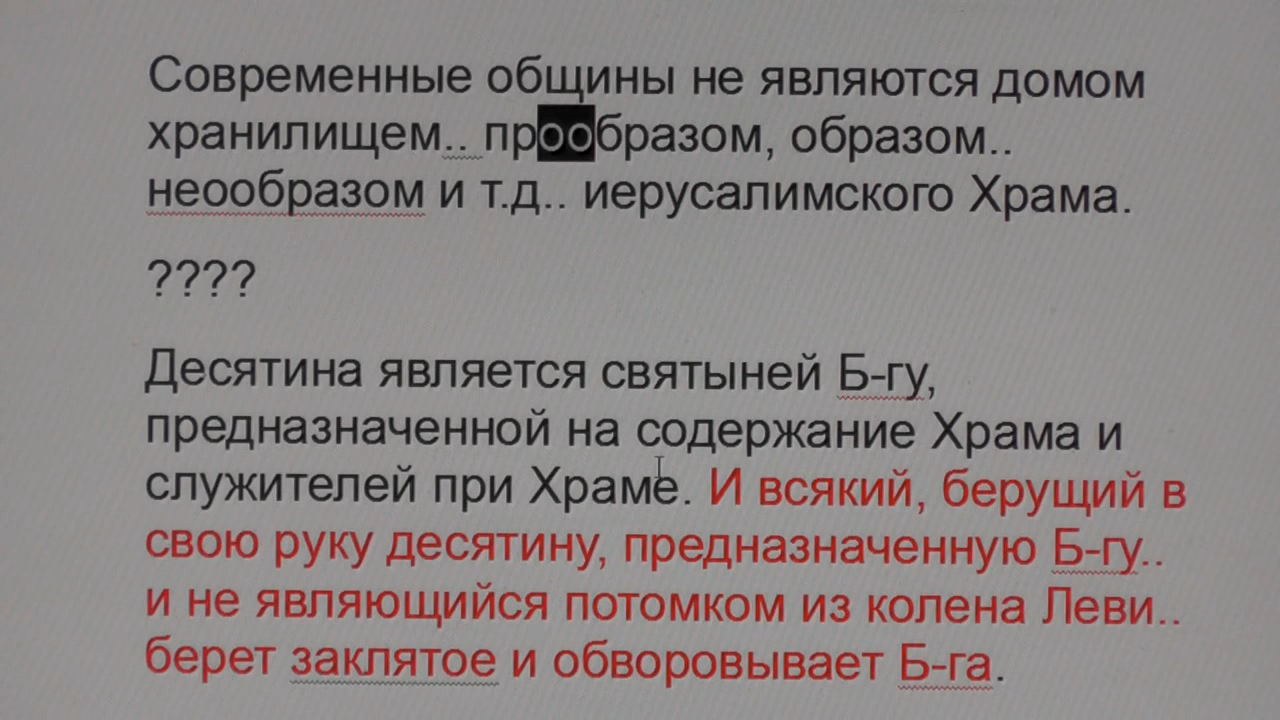 Современные общины не являются домом
хранилищем.. прообразом, образом..
неообразом и т.д.. иерусалимского Храма.
????
Десятина является святыней Б-гу,
предназначенной на содержание Храма и
служителей при Храме. И всякий, берущий в
свою руку десятину, предназначенную Б-гу..
и не являющийся потомком из колена Леви..
берет заклятое и обворовывает Б-га.